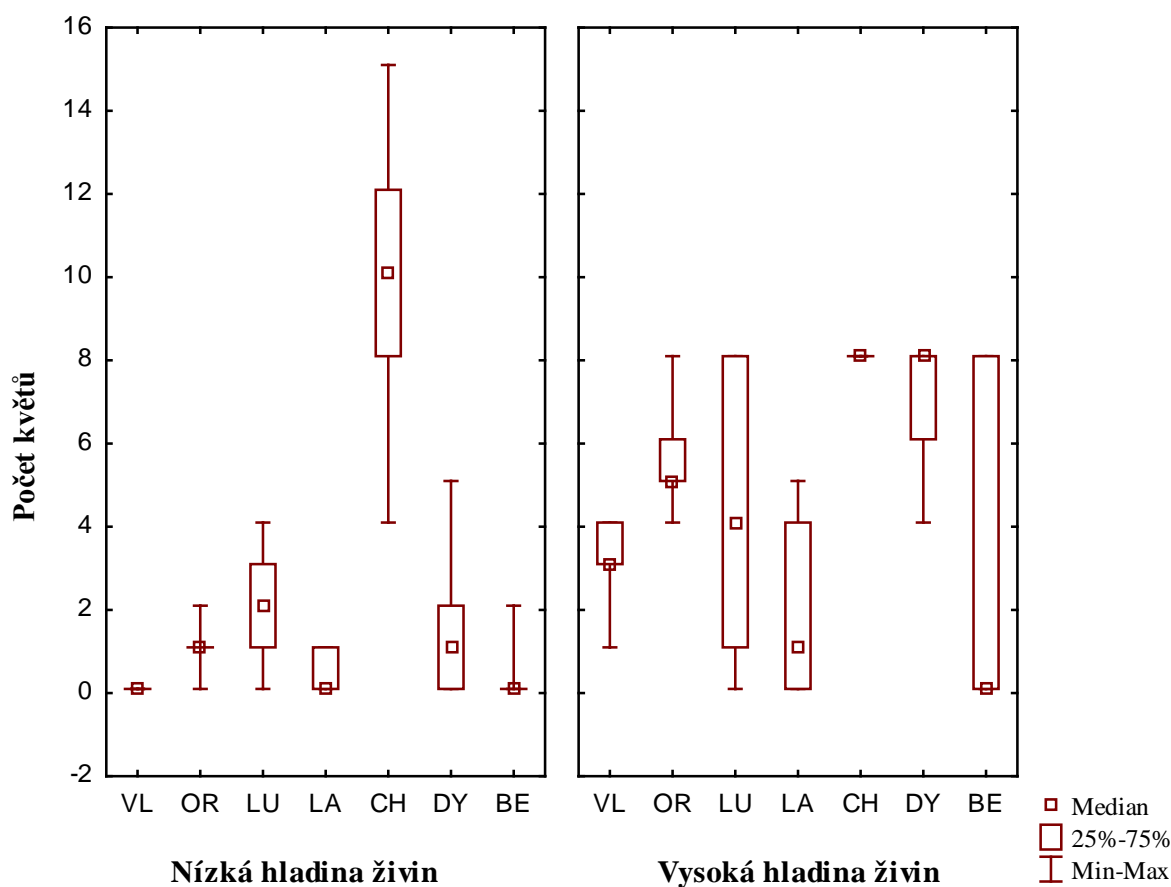 Počet květů
16
14
12
10
8
6
4
2
0
-2
VL OR LU LA CH DY BE
VL OR LU LA CH DY BE
Nízká hladina živin
Vysoká hladina živin
Median
25%-75%
Min-Max